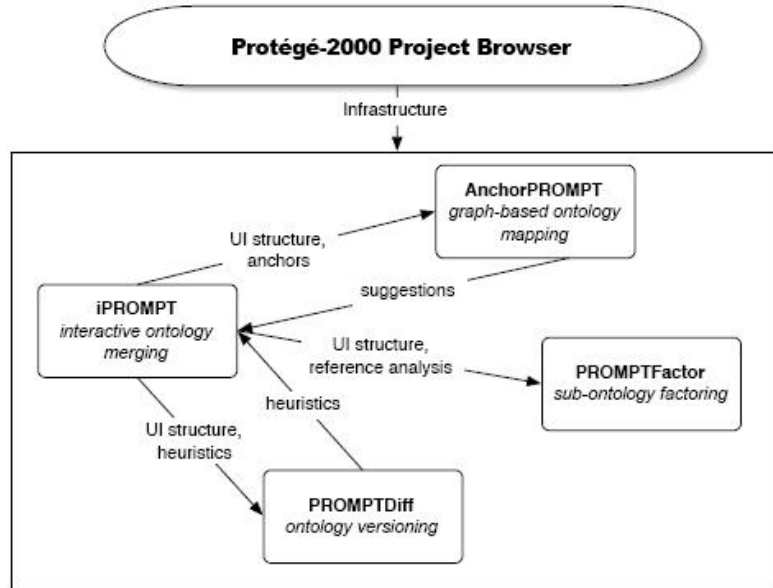 Protégé-2000 Project Browser
Infrastructure
AnchorPROMPT
graph-based ontology
mapping
UI structure,
anchors
suggestions
iPROMPT
interactive ontology
merging
UI structure,
reference analysis
PROMPTFactor
sub-ontology factoring
heuristics
UI structure,
heuristics
PROMPTDiff
ontology versioning